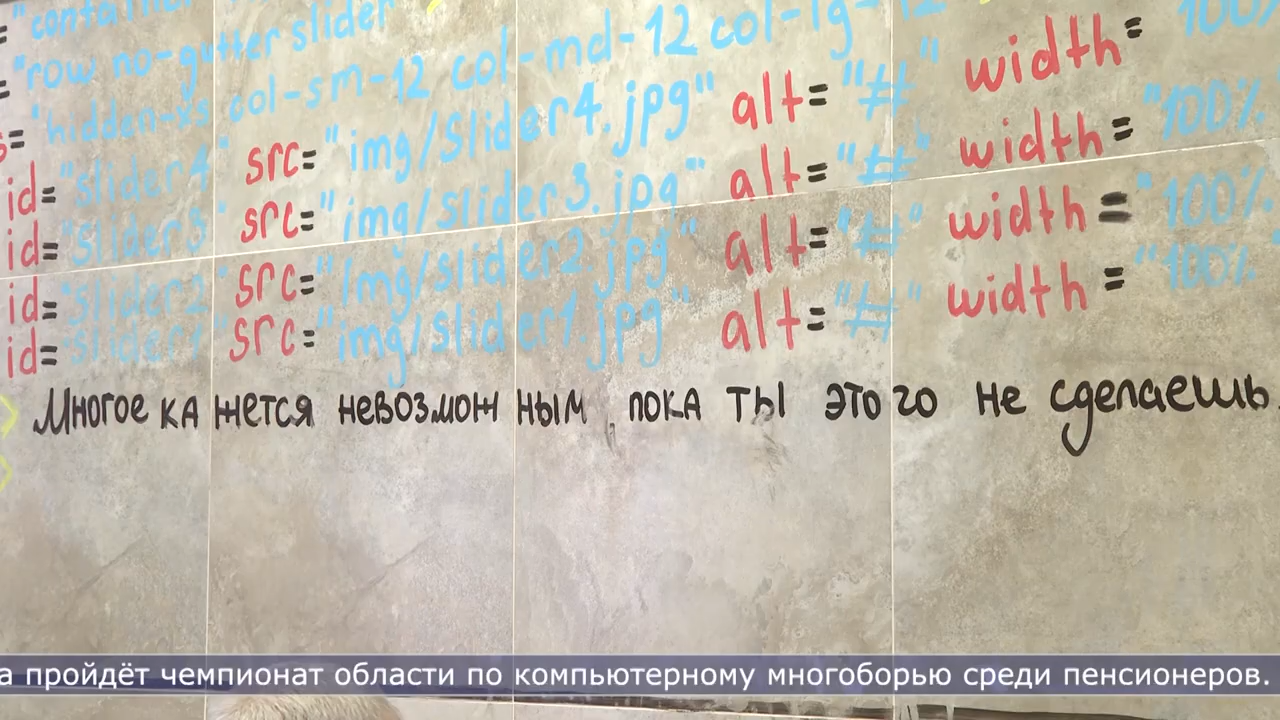 ="container
="row no-gutter slider
s="hidden-xs col-sm-12 col-md-12 col-lg-12
id="slider4" src="img/Slider4.jpg" alt="#" width="100%
id="slider3" src="img/slider3.jpg" alt="#" width="100%
id="slider2" src="img/slider2.jpg" alt="#" width="100%
id="slider1" src="img/slider1.jpg" alt="#" width="100%"
Многое кажется невозможным, пока ты этого не сделаешь
а пройдёт чемпионат области по компьютерному многоборью среди пенсионеров.